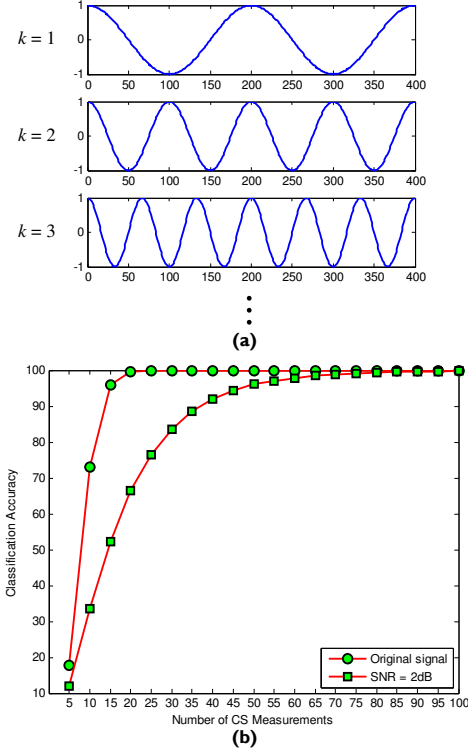 k = 1
1
0
-1
0 50 100 150 200 250 300 350 400
k = 2
1
0
-1
0 50 100 150 200 250 300 350 400
k = 3
1
0
-1
0 50 100 150 200 250 300 350 400
(a)
Classification Accuracy
100
90
80
70
60
50
40
30
20
10
Original signal
SNR = 2dB
5 10 15 20 25 30 35 40 45 50 55 60 65 70 75 80 85 90 95 100
Number of CS Measurements
(b)